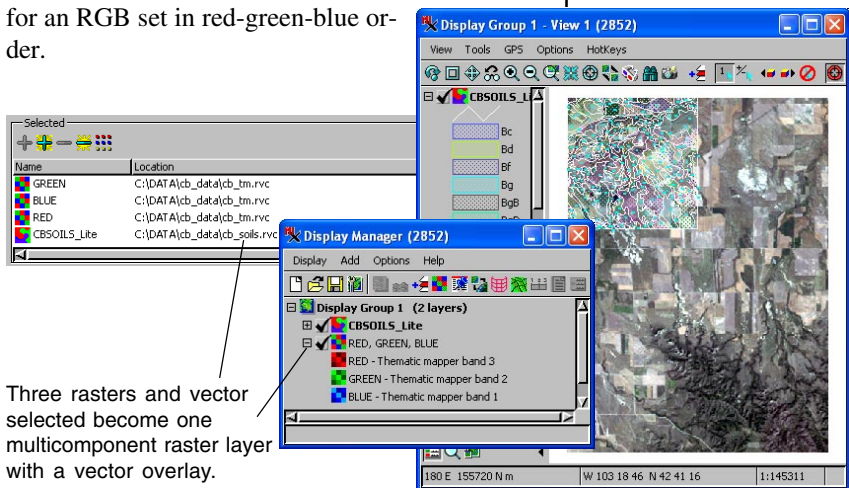 for an RGB set in red-green-blue or-
der.
Selected
Name Location
GREEN C:\DATA\cb_data\cb_tm.rvc
BLUE C:\DATA\cb_data\cb_tm.rvc
RED C:\DATA\cb_data\cb_tm.rvc
CBSOILS_Lite C:\DATA\cb_data\cb_soils.rvc
Three rasters and vector
selected become one
multicomponent raster layer
with a vector overlay.
Display Manager (2852)
Display Add Options Help
Display Group 1 (2 layers)
CBSOILS_Lite
RED, GREEN, BLUE
RED - Thematic mapper band 3
GREEN - Thematic mapper band 2
BLUE - Thematic mapper band 1
Display Group 1 - View 1 (2852)
View Tools GPS Options HotKeys
CBSOILS_Li
Bc
Bd
Bf
Bg
BgB
180 E 155720 N m W 103 18 46 N 42 41 16 1:145311